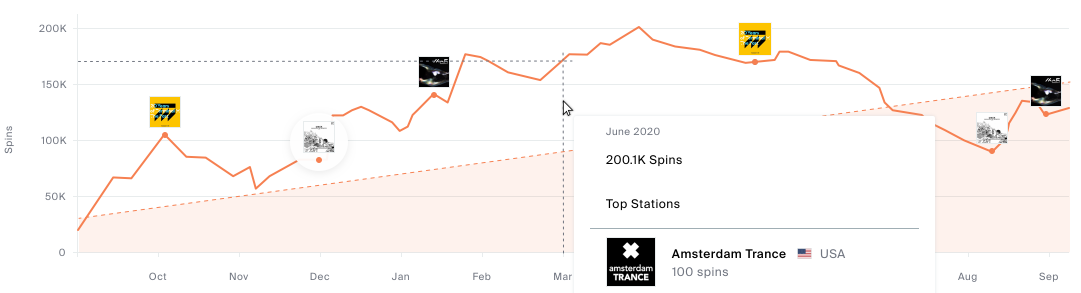 200K
150K
100K
50K
0
Spins
Oct
Nov
Dec
Jan
Feb
Mar
Aug
Sep
June 2020
200.1K Spins
Top Stations
amsterdam
TRANCE
Amsterdam Trance
USA
100 spins